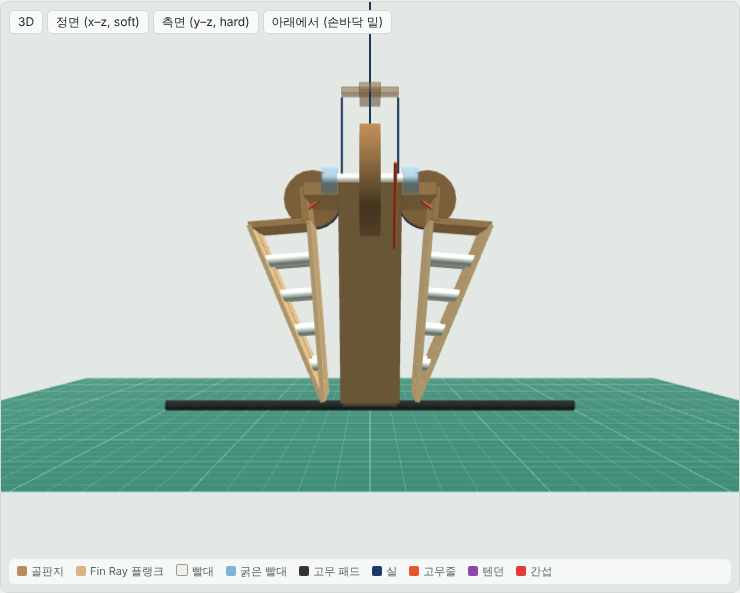 3D 정면 (x–z, soft) 측면 (y–z, hard) 아래에서 (손바닥 밑)
골판지 Fin Ray 플랭크 빨대 굵은 빨대 고무 패드 실 고무줄 텐던 간섭